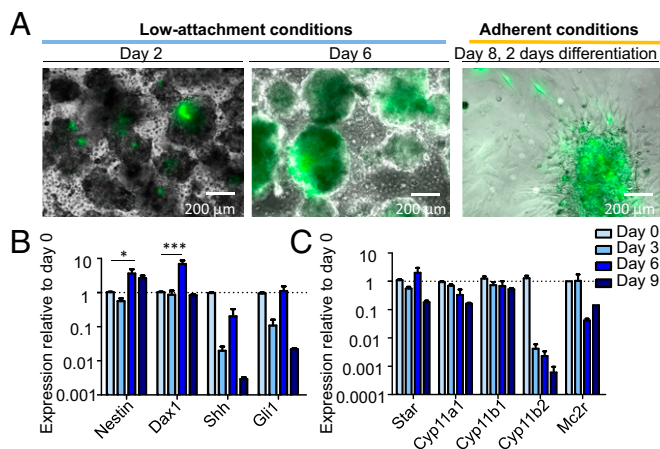 A
Low-attachment conditions
Adherent conditions
Day 2
Day 6
Day 8, 2 days differentiation
200 µm
200 µm
200 µm
B
Expression relative to day 0
10
1
0.1
0.01
0.001
*
***
Nestin
Dax1
Shh
Gli1
C
Expression relative to day 0
100
10
1
0.1
0.01
0.001
0.0001
Star
Cyp11a1
Cyp11b1
Cyp11b2
Mc2r
Day 0
Day 3
Day 6
Day 9